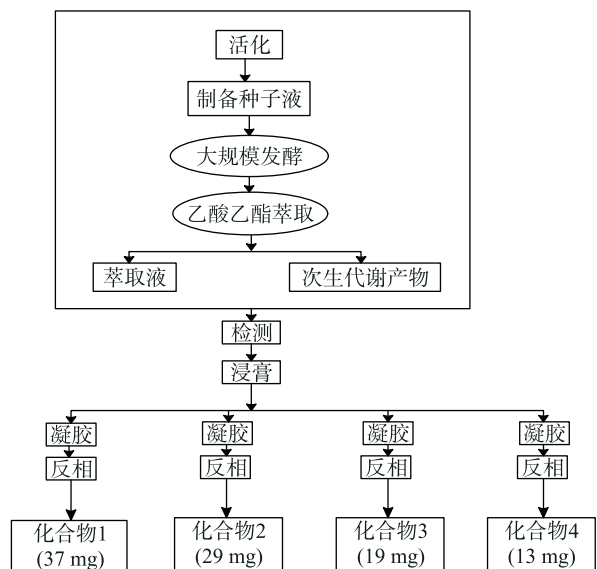 活化
制备种子液
大规模发酵
乙酸乙酯萃取
萃取液
次生代谢产物
检测
浸膏
凝胶
凝胶
凝胶
凝胶
反相
反相
反相
反相
化合物1
(37 mg)
化合物2
(29 mg)
化合物3
(19 mg)
化合物4
(13 mg)